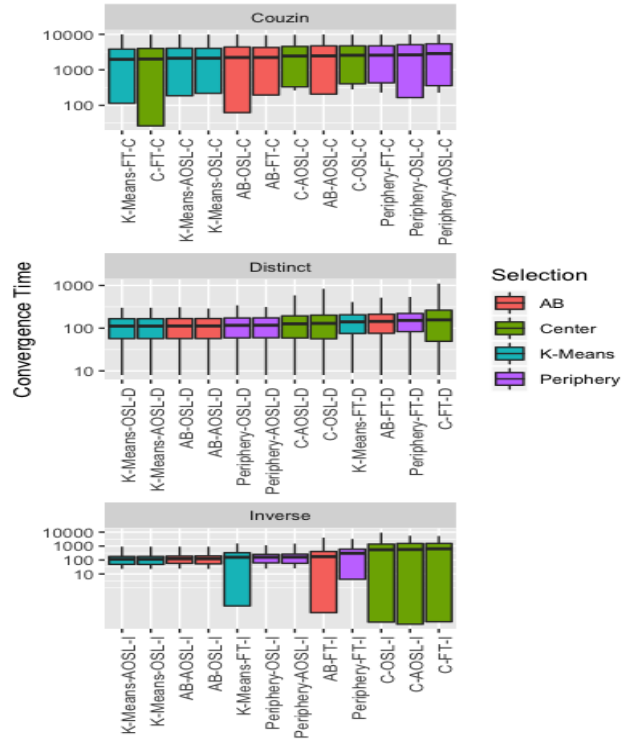 Couzin
10000
1000
100
K-Means-FT-C
C-FT-C
K-Means-AOSL-C
K-Means-OSL-C
AB-OSL-C
AB-FT-C
C-AOSL-C
AB-AOSL-C
C-OSL-C
Periphery-FT-C
Periphery-OSL-C
Periphery-AOSL-C
Convergence Time
Distinct
1000
100
10
K-Means-OSL-D
K-Means-AOSL-D
AB-OSL-D
AB-AOSL-D
Periphery-OSL-D
Periphery-AOSL-D
C-AOSL-D
C-OSL-D
K-Means-FT-D
AB-FT-D
Periphery-FT-D
C-FT-D
Selection
AB
Center
K-Means
Periphery
Inverse
10000
1000
100
10
K-Means-AOSL-I
K-Means-OSL-I
AB-AOSL-I
AB-OSL-I
K-Means-FT-I
Periphery-OSL-I
Periphery-AOSL-I
AB-FT-I
Periphery-FT-I
C-OSL-I
C-AOSL-I
C-FT-I